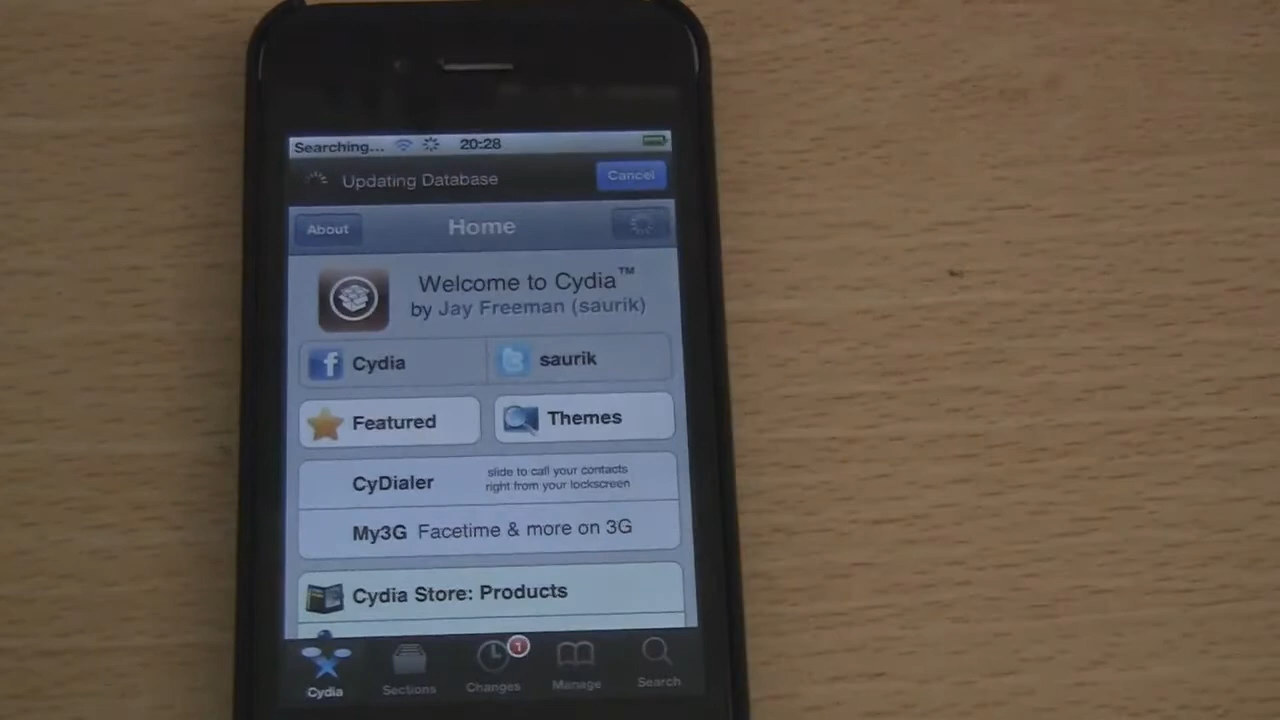 Searching... 20:28
Updating Database Cancel
About Home
Welcome to Cydia™
by Jay Freeman (saurik)
Cydia saurik
Featured Themes
CyDialer slide to call your contacts
right from your lockscreen
My3G Facetime & more on 3G
Cydia Store: Products
1
Cydia Sections Changes Manage Search